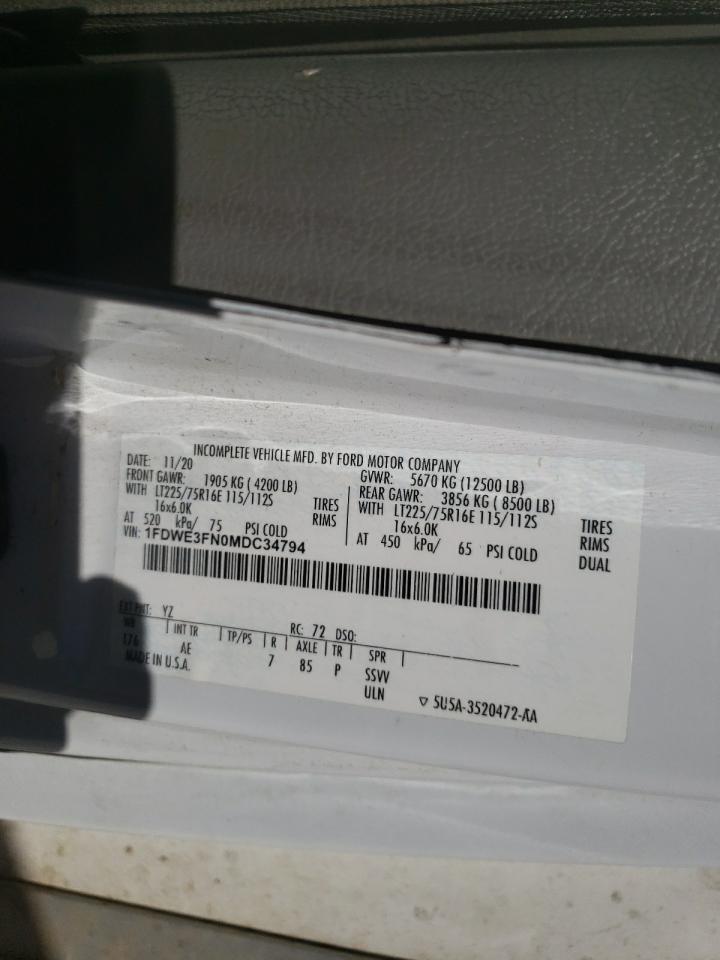 INCOMPLETE VEHICLE MFD. BY FORD MOTOR COMPANY
DATE: 11/20 GVWR: 5670 KG (12500 LB)
FRONT GAWR: 1905 KG ( 4200 LB) REAR GAWR: 3856 KG ( 8500 LB)
WITH LT225/75R16E 115/112S TIRES WITH LT225/75R16E 115/112S TIRES
16x6.0K RIMS 16x6.0K RIMS
AT 520 kPa/ 75 PSI COLD AT 450 kPa/ 65 PSI COLD DUAL
VIN: 1FDWE3FN0MDC34794
EXT PNT: YZ RC: 72 DSO:
WB INT TR TP/PS R AXLE TR SPR
176 AE 7 85 P SSVV
MADE IN U.S.A. ULN
▽ 5U5A-3520472-AA